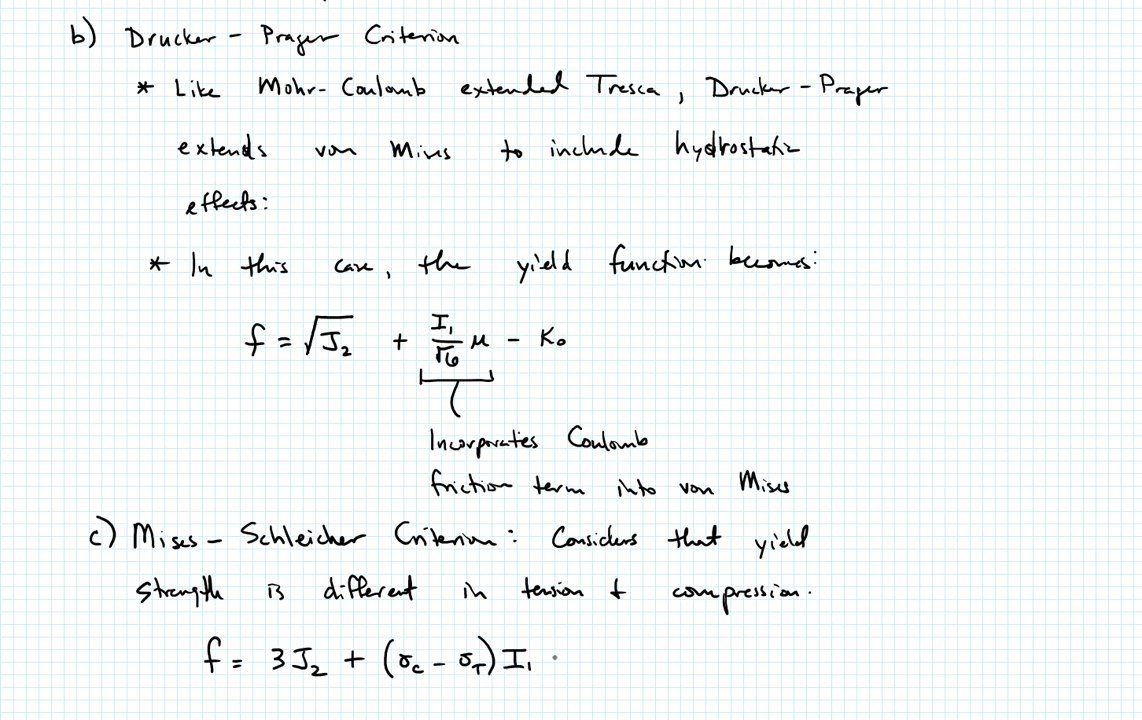 b) Drucker - Prager Criterion
* Like Mohr-Coulomb extended Tresca, Drucker-Prager
extends von Mises to include hydrostatic
effects:
* In this case, the yield function becomes:
f = √J₂ + I₁/√6 μ - K₀
Incorporates Coulomb
friction term into von Mises
c) Mises - Schleicher Criterion: Considers that yield
strength is different in tension + compression.
f = 3J₂ + (σ_c - σ_T) I₁